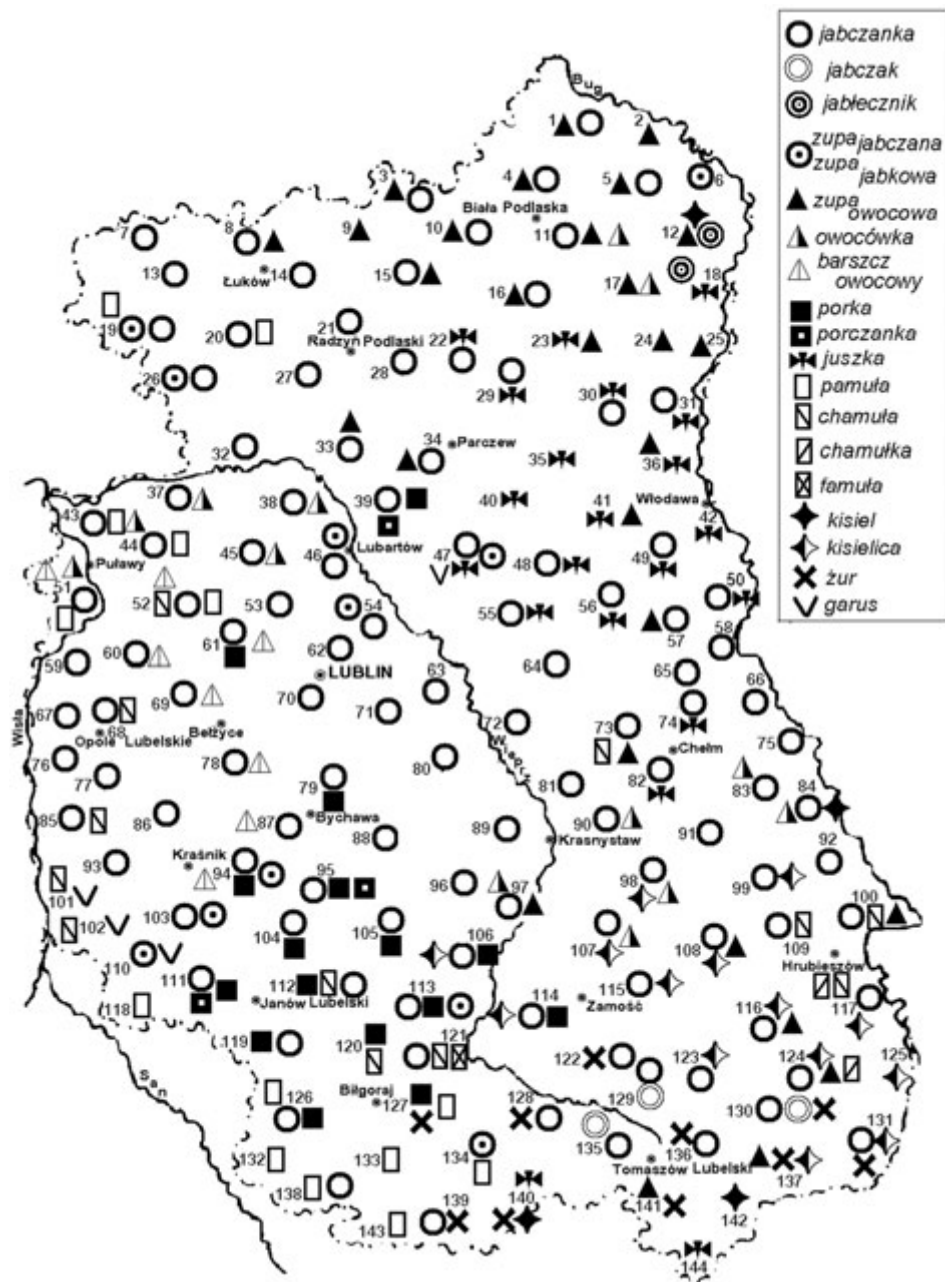 jabczanka
jabczak
jabłecznik
zupa jabczana
zupa jabkowa
zupa owocowa
owocówka
barszcz owocowy
porka
porczanka
juszka
pamuła
chamuła
chamułka
famuła
kisiel
kisielica
żur
garus
Bug
1 2
3 4 5 6
Biała Podlaska
7 8 9 10 11 12
13 Łuków 14 15 16 17 18
19 20 21 22 23 24 25
Radzyń Podlaski
26 27 28 29 30 31
32 33 34 Parczew 35 36
37 38 39 40 41 Włodawa 42
43 44 45 46 Lubartów 47 48 49 50
Puławy
51 52 53 54 55 56 57 58
59 60 61 62 63 64 65 66
LUBLIN
Wisła
67 68 69 70 71 72 73 74 75
Opole Lubelskie Bełżyce Wieprz Chełm
76 77 78 79 80 81 82 83 84
Bychawa
85 86 87 88 89 90 91 92
Krasnystaw
Kraśnik
93 94 95 96 97 98 99 100
101 102 103 104 105 106 107 108 109
Hrubieszów
110 111 112 113 114 115 116 117
Janów Lubelski Zamość
118 119 120 121 122 123 124 125
San
Biłgoraj
126 127 128 129 130 131
132 133 134 135 136 137
Tomaszów Lubelski
138 139 140 141 142
143 144